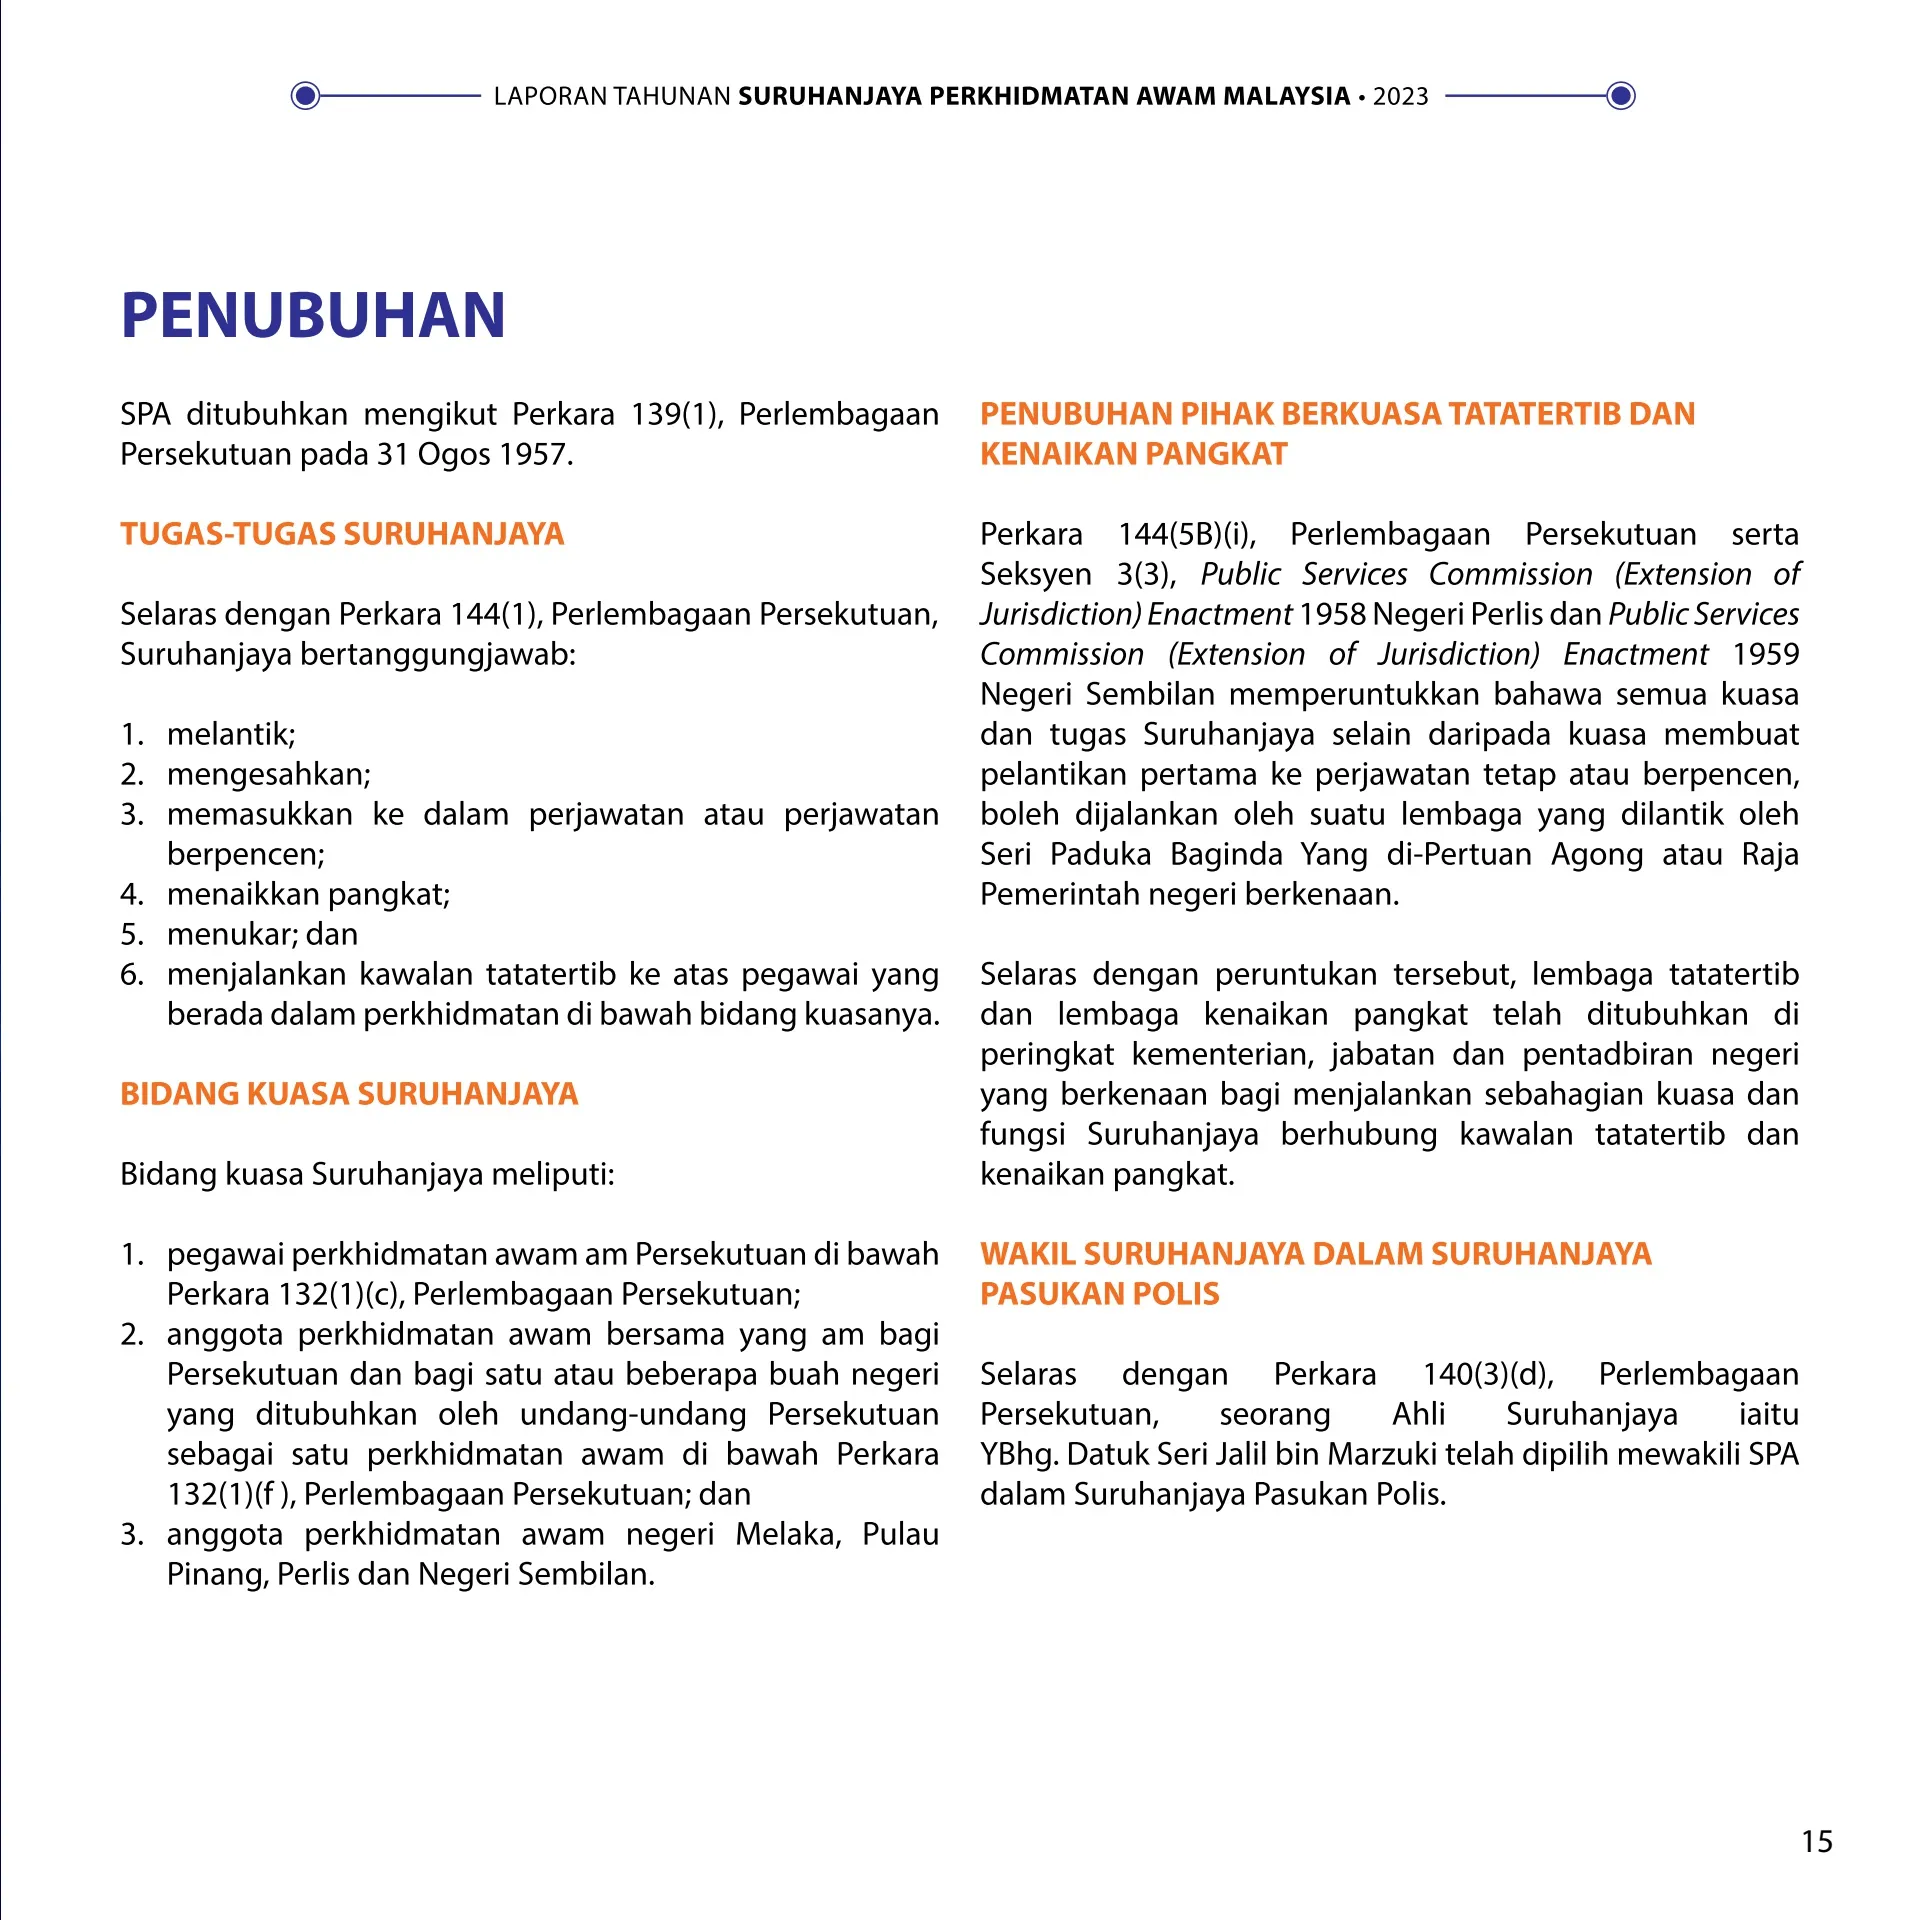 LAPORAN TAHUNAN SURUHANJAYA PERKHIDMATAN AWAM MALAYSIA • 2023
PENUBUHAN
SPA ditubuhkan mengikut Perkara 139(1), Perlembagaan
Persekutuan pada 31 Ogos 1957.
TUGAS-TUGAS SURUHANJAYA
Selaras dengan Perkara 144(1), Perlembagaan Persekutuan,
Suruhanjaya bertanggungjawab:
1. melantik;
2. mengesahkan;
3. memasukkan ke dalam perjawatan atau perjawatan
berpencen;
4. menaikkan pangkat;
5. menukar; dan
6. menjalankan kawalan tatatertib ke atas pegawai yang
berada dalam perkhidmatan di bawah bidang kuasanya.
BIDANG KUASA SURUHANJAYA
Bidang kuasa Suruhanjaya meliputi:
1. pegawai perkhidmatan awam am Persekutuan di bawah
Perkara 132(1)(c), Perlembagaan Persekutuan;
2. anggota perkhidmatan awam bersama yang am bagi
Persekutuan dan bagi satu atau beberapa buah negeri
yang ditubuhkan oleh undang-undang Persekutuan
sebagai satu perkhidmatan awam di bawah Perkara
132(1)(f ), Perlembagaan Persekutuan; dan
3. anggota perkhidmatan awam negeri Melaka, Pulau
Pinang, Perlis dan Negeri Sembilan.
PENUBUHAN PIHAK BERKUASA TATATERTIB DAN
KENAIKAN PANGKAT
Perkara 144(5B)(i), Perlembagaan Persekutuan serta
Seksyen 3(3), Public Services Commission (Extension of
Jurisdiction) Enactment 1958 Negeri Perlis dan Public Services
Commission (Extension of Jurisdiction) Enactment 1959
Negeri Sembilan memperuntukkan bahawa semua kuasa
dan tugas Suruhanjaya selain daripada kuasa membuat
pelantikan pertama ke perjawatan tetap atau berpencen,
boleh dijalankan oleh suatu lembaga yang dilantik oleh
Seri Paduka Baginda Yang di-Pertuan Agong atau Raja
Pemerintah negeri berkenaan.
Selaras dengan peruntukan tersebut, lembaga tatatertib
dan lembaga kenaikan pangkat telah ditubuhkan di
peringkat kementerian, jabatan dan pentadbiran negeri
yang berkenaan bagi menjalankan sebahagian kuasa dan
fungsi Suruhanjaya berhubung kawalan tatatertib dan
kenaikan pangkat.
WAKIL SURUHANJAYA DALAM SURUHANJAYA
PASUKAN POLIS
Selaras dengan Perkara 140(3)(d), Perlembagaan
Persekutuan, seorang Ahli Suruhanjaya iaitu
YBhg. Datuk Seri Jalil bin Marzuki telah dipilih mewakili SPA
dalam Suruhanjaya Pasukan Polis.
15